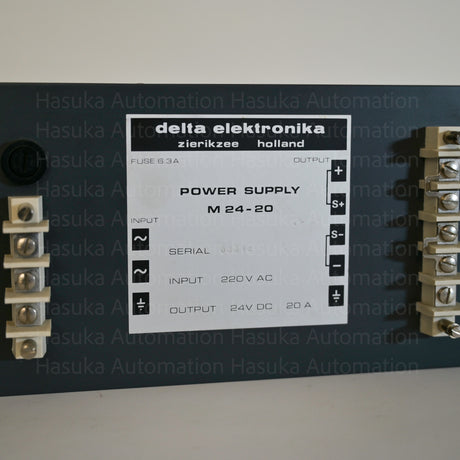 Hasuka Automation Hasuka Automation
delta elektronika
zierikzee holland
FUSE 6.3A OUTPUT
+
POWER SUPPLY
M 24-20
S+
INPUT
S-
~
SERIAL
-
~
INPUT 220V AC
OUTPUT 24V DC 20 A
Hasuka Automation Hasuka Automation